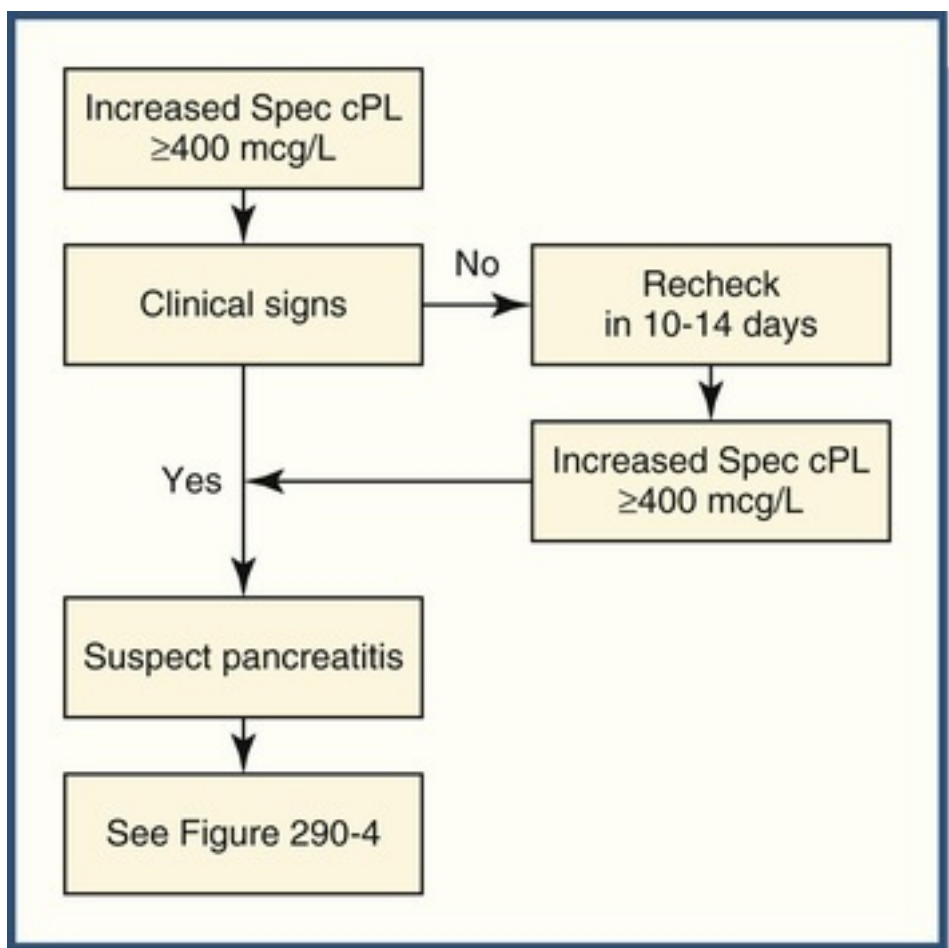 Increased Spec cPL
≥400 mcg/L
Clinical signs
No
Recheck
in 10-14 days
Increased Spec cPL
≥400 mcg/L
Yes
Suspect pancreatitis
See Figure 290-4